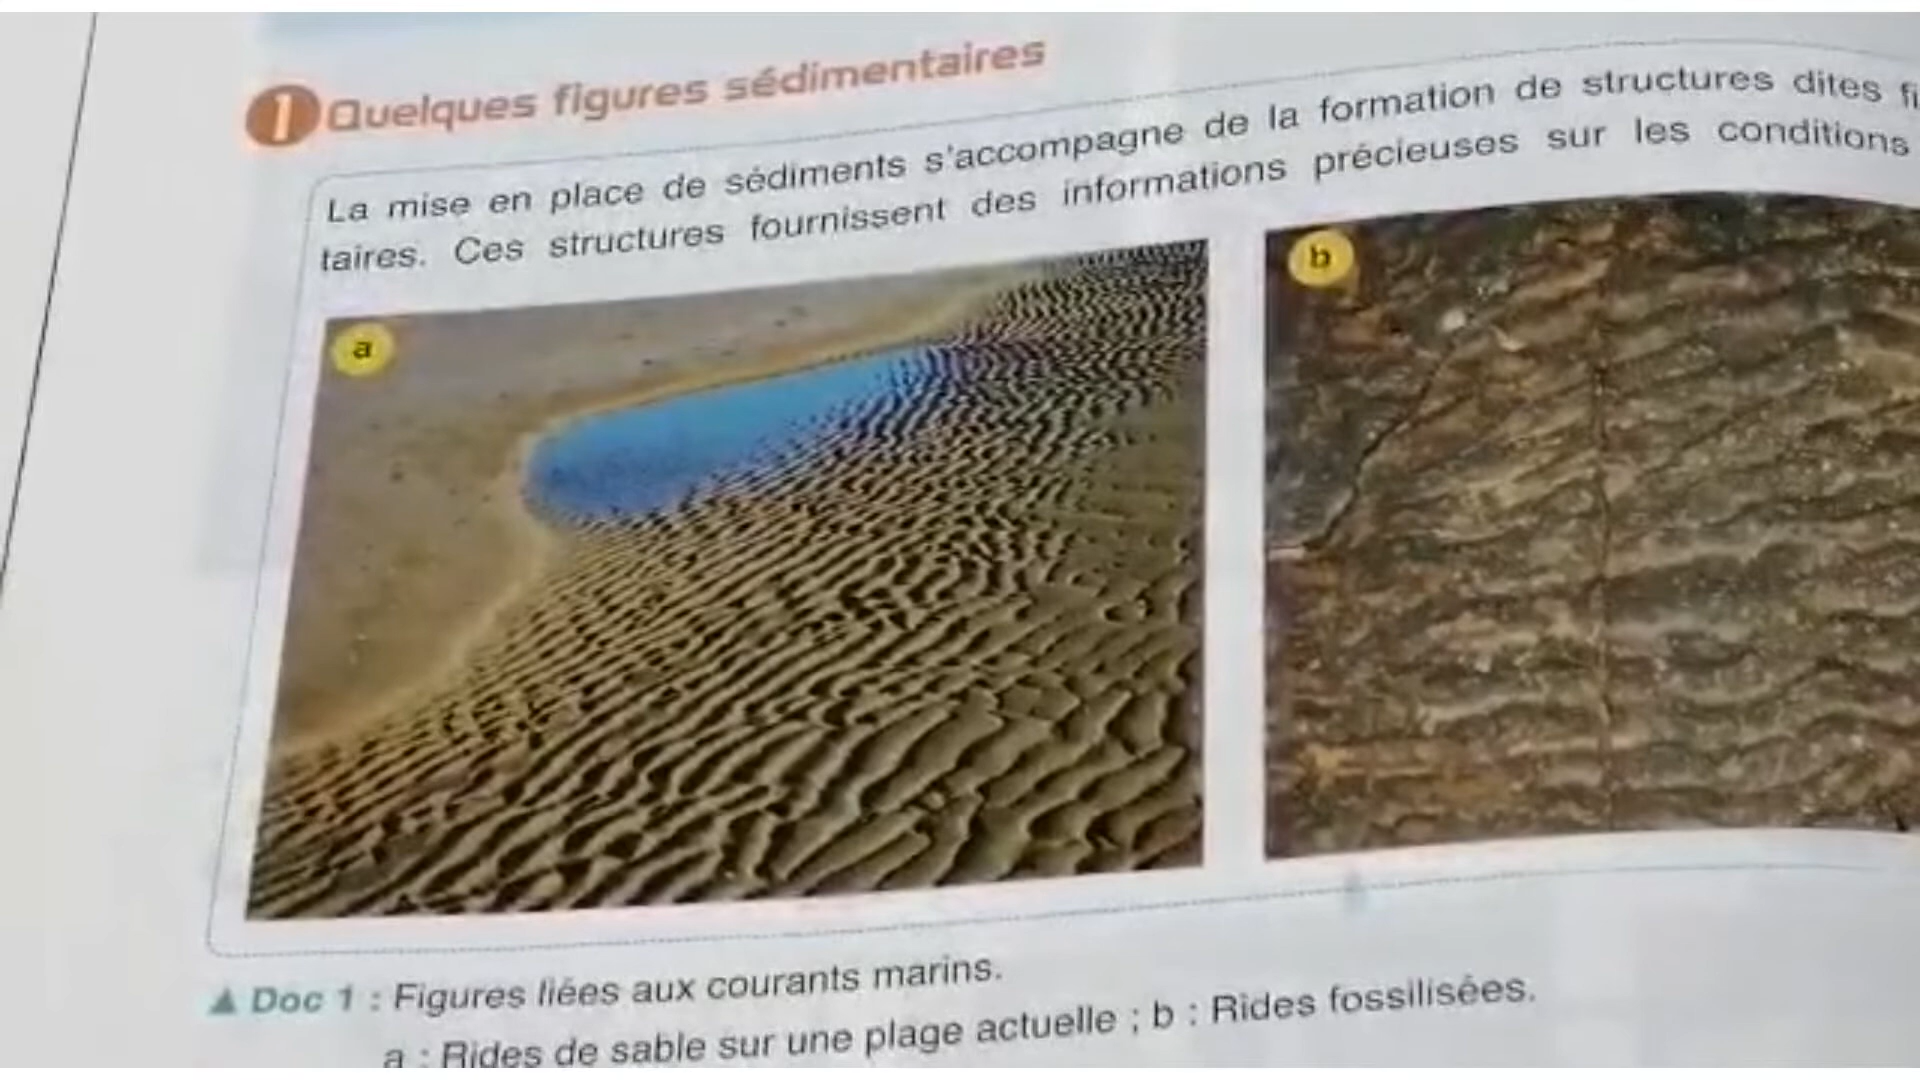 1 Quelques figures sédimentaires
La mise en place de sédiments s'accompagne de la formation de structures dites
taires. Ces structures fournissent des informations précieuses sur les conditions
a
b
▲ Doc 1 : Figures liées aux courants marins.
a : Rides de sable sur une plage actuelle ; b : Rides fossilisées.